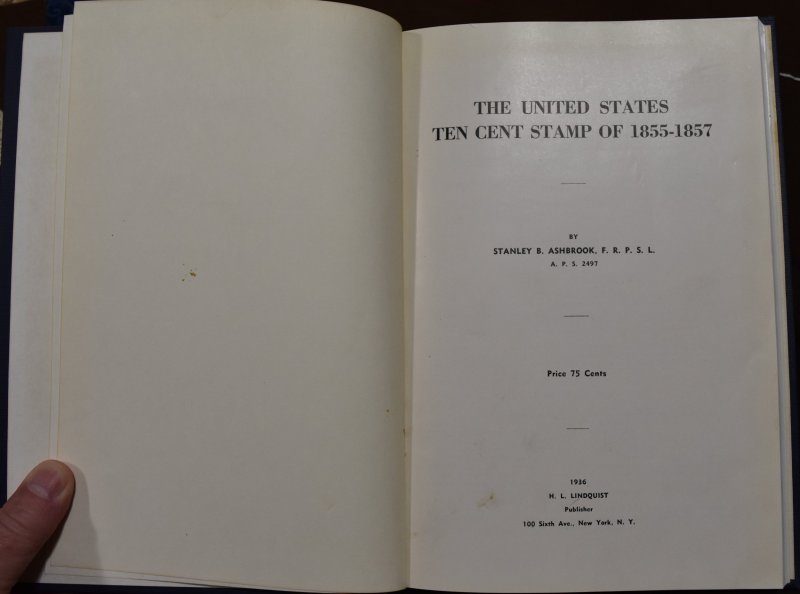 THE UNITED STATES
TEN CENT STAMP OF 1855-1857
BY
STANLEY B. ASHBROOK, F. R. P. S. L.
A. P. S. 2497
Price 75 Cents
1936
H. L. LINDQUIST
Publisher
100 Sixth Ave., New York, N. Y.